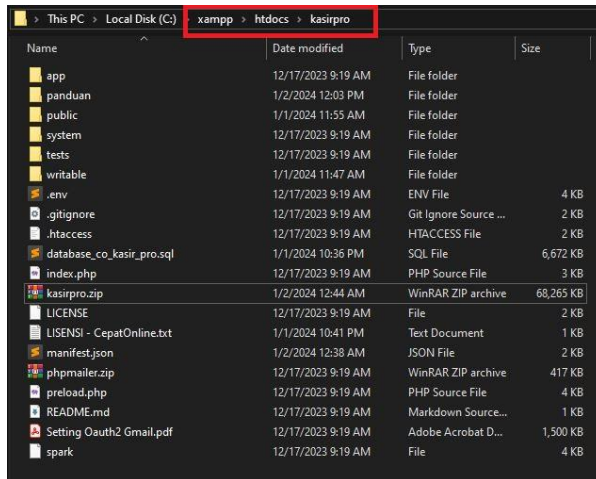 This PC > Local Disk (C:) > xampp > htdocs > kasirpro
Name Date modified Type Size
app 12/17/2023 9:19 AM File folder
panduan 1/2/2024 12:03 PM File folder
public 1/1/2024 11:55 AM File folder
system 12/17/2023 9:19 AM File folder
tests 12/17/2023 9:19 AM File folder
writable 1/1/2024 11:47 AM File folder
.env 12/17/2023 9:19 AM ENV File 4 KB
.gitignore 12/17/2023 9:19 AM Git Ignore Source ... 2 KB
.htaccess 12/17/2023 9:19 AM HTACCESS File 2 KB
database_co_kasir_pro.sql 1/1/2024 10:36 PM SQL File 6,672 KB
index.php 12/17/2023 9:19 AM PHP Source File 3 KB
kasirpro.zip 1/2/2024 12:44 AM WinRAR ZIP archive 68,265 KB
LICENSE 12/17/2023 9:19 AM File 2 KB
LISENSI - CepatOnline.txt 1/1/2024 10:41 PM Text Document 1 KB
manifest.json 1/2/2024 12:38 AM JSON File 2 KB
phpmailer.zip 12/17/2023 9:19 AM WinRAR ZIP archive 417 KB
preload.php 12/17/2023 9:19 AM PHP Source File 4 KB
README.md 12/17/2023 9:19 AM Markdown Source... 1 KB
Setting Oauth2 Gmail.pdf 12/17/2023 9:19 AM Adobe Acrobat D... 1,500 KB
spark 12/17/2023 9:19 AM File 4 KB